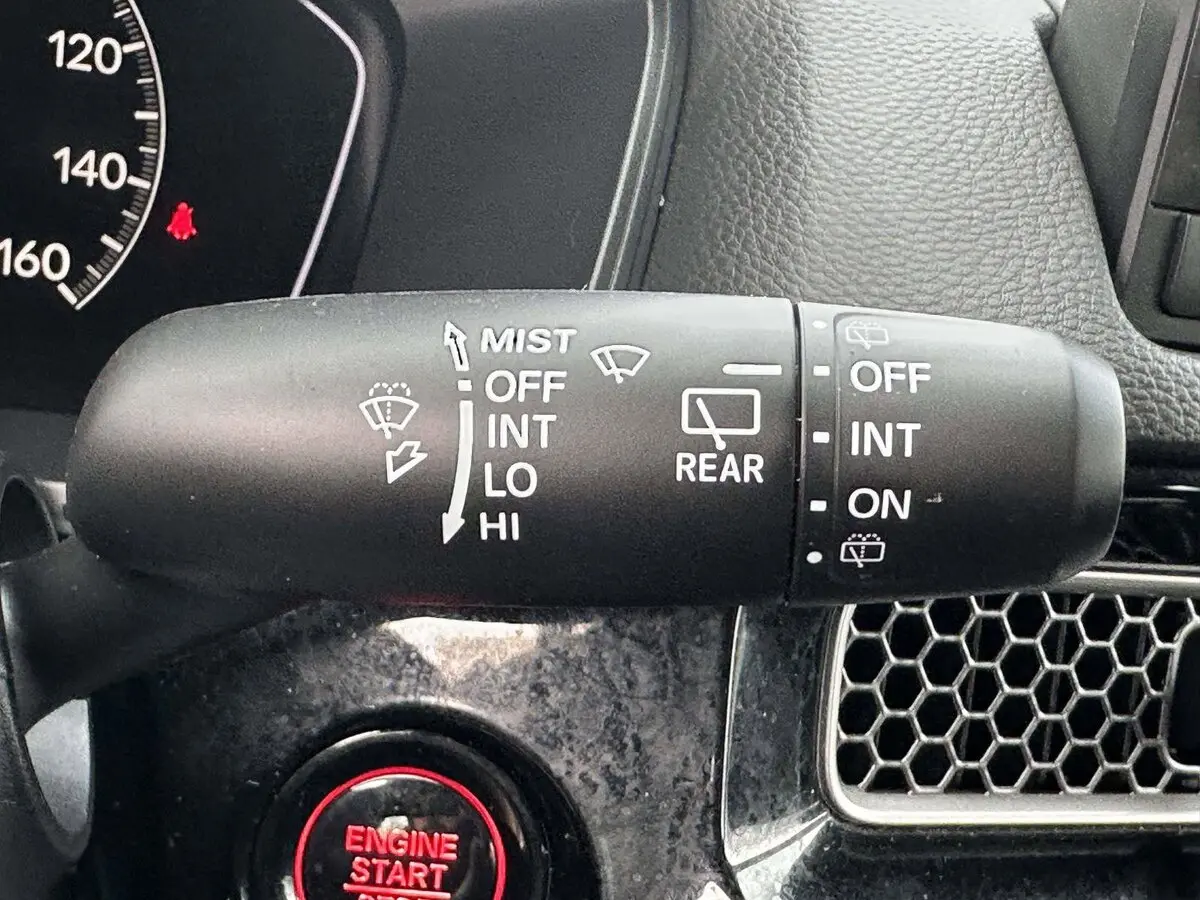 120
140
160
MIST
OFF
INT
LO
HI
REAR
OFF
INT
ON
ENGINE
START